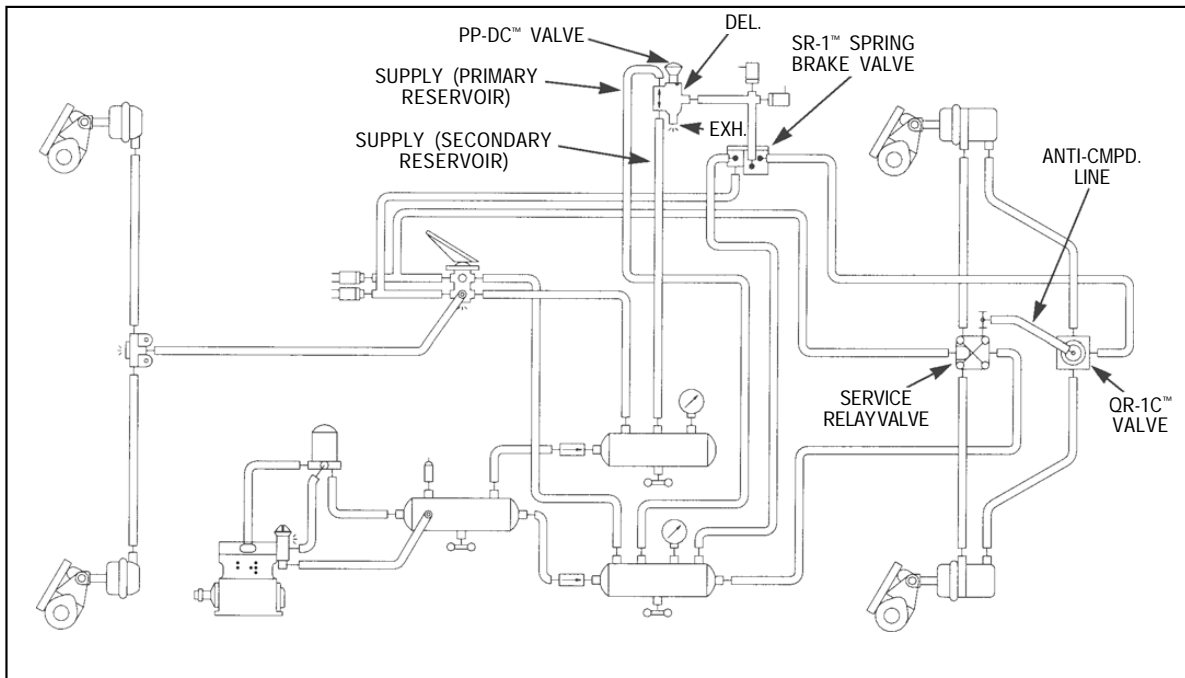 PP-DC™ VALVE
DEL.
SR-1™ SPRING
BRAKE VALVE
SUPPLY (PRIMARY
RESERVOIR)
EXH.
SUPPLY (SECONDARY
RESERVOIR)
ANTI-CMPD.
LINE
SERVICE
RELAYVALVE
QR-1C™
VALVE